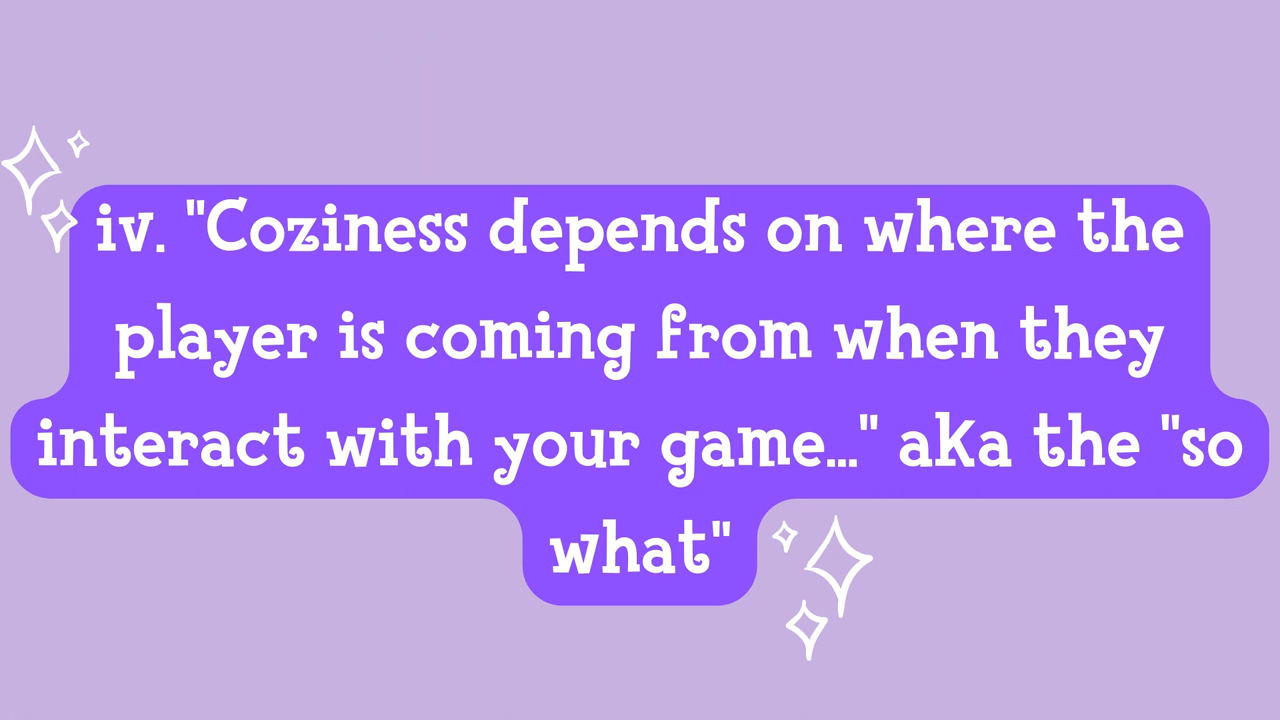 iv. "Coziness depends on where the
player is coming from when they
interact with your game..." aka the "so
what"